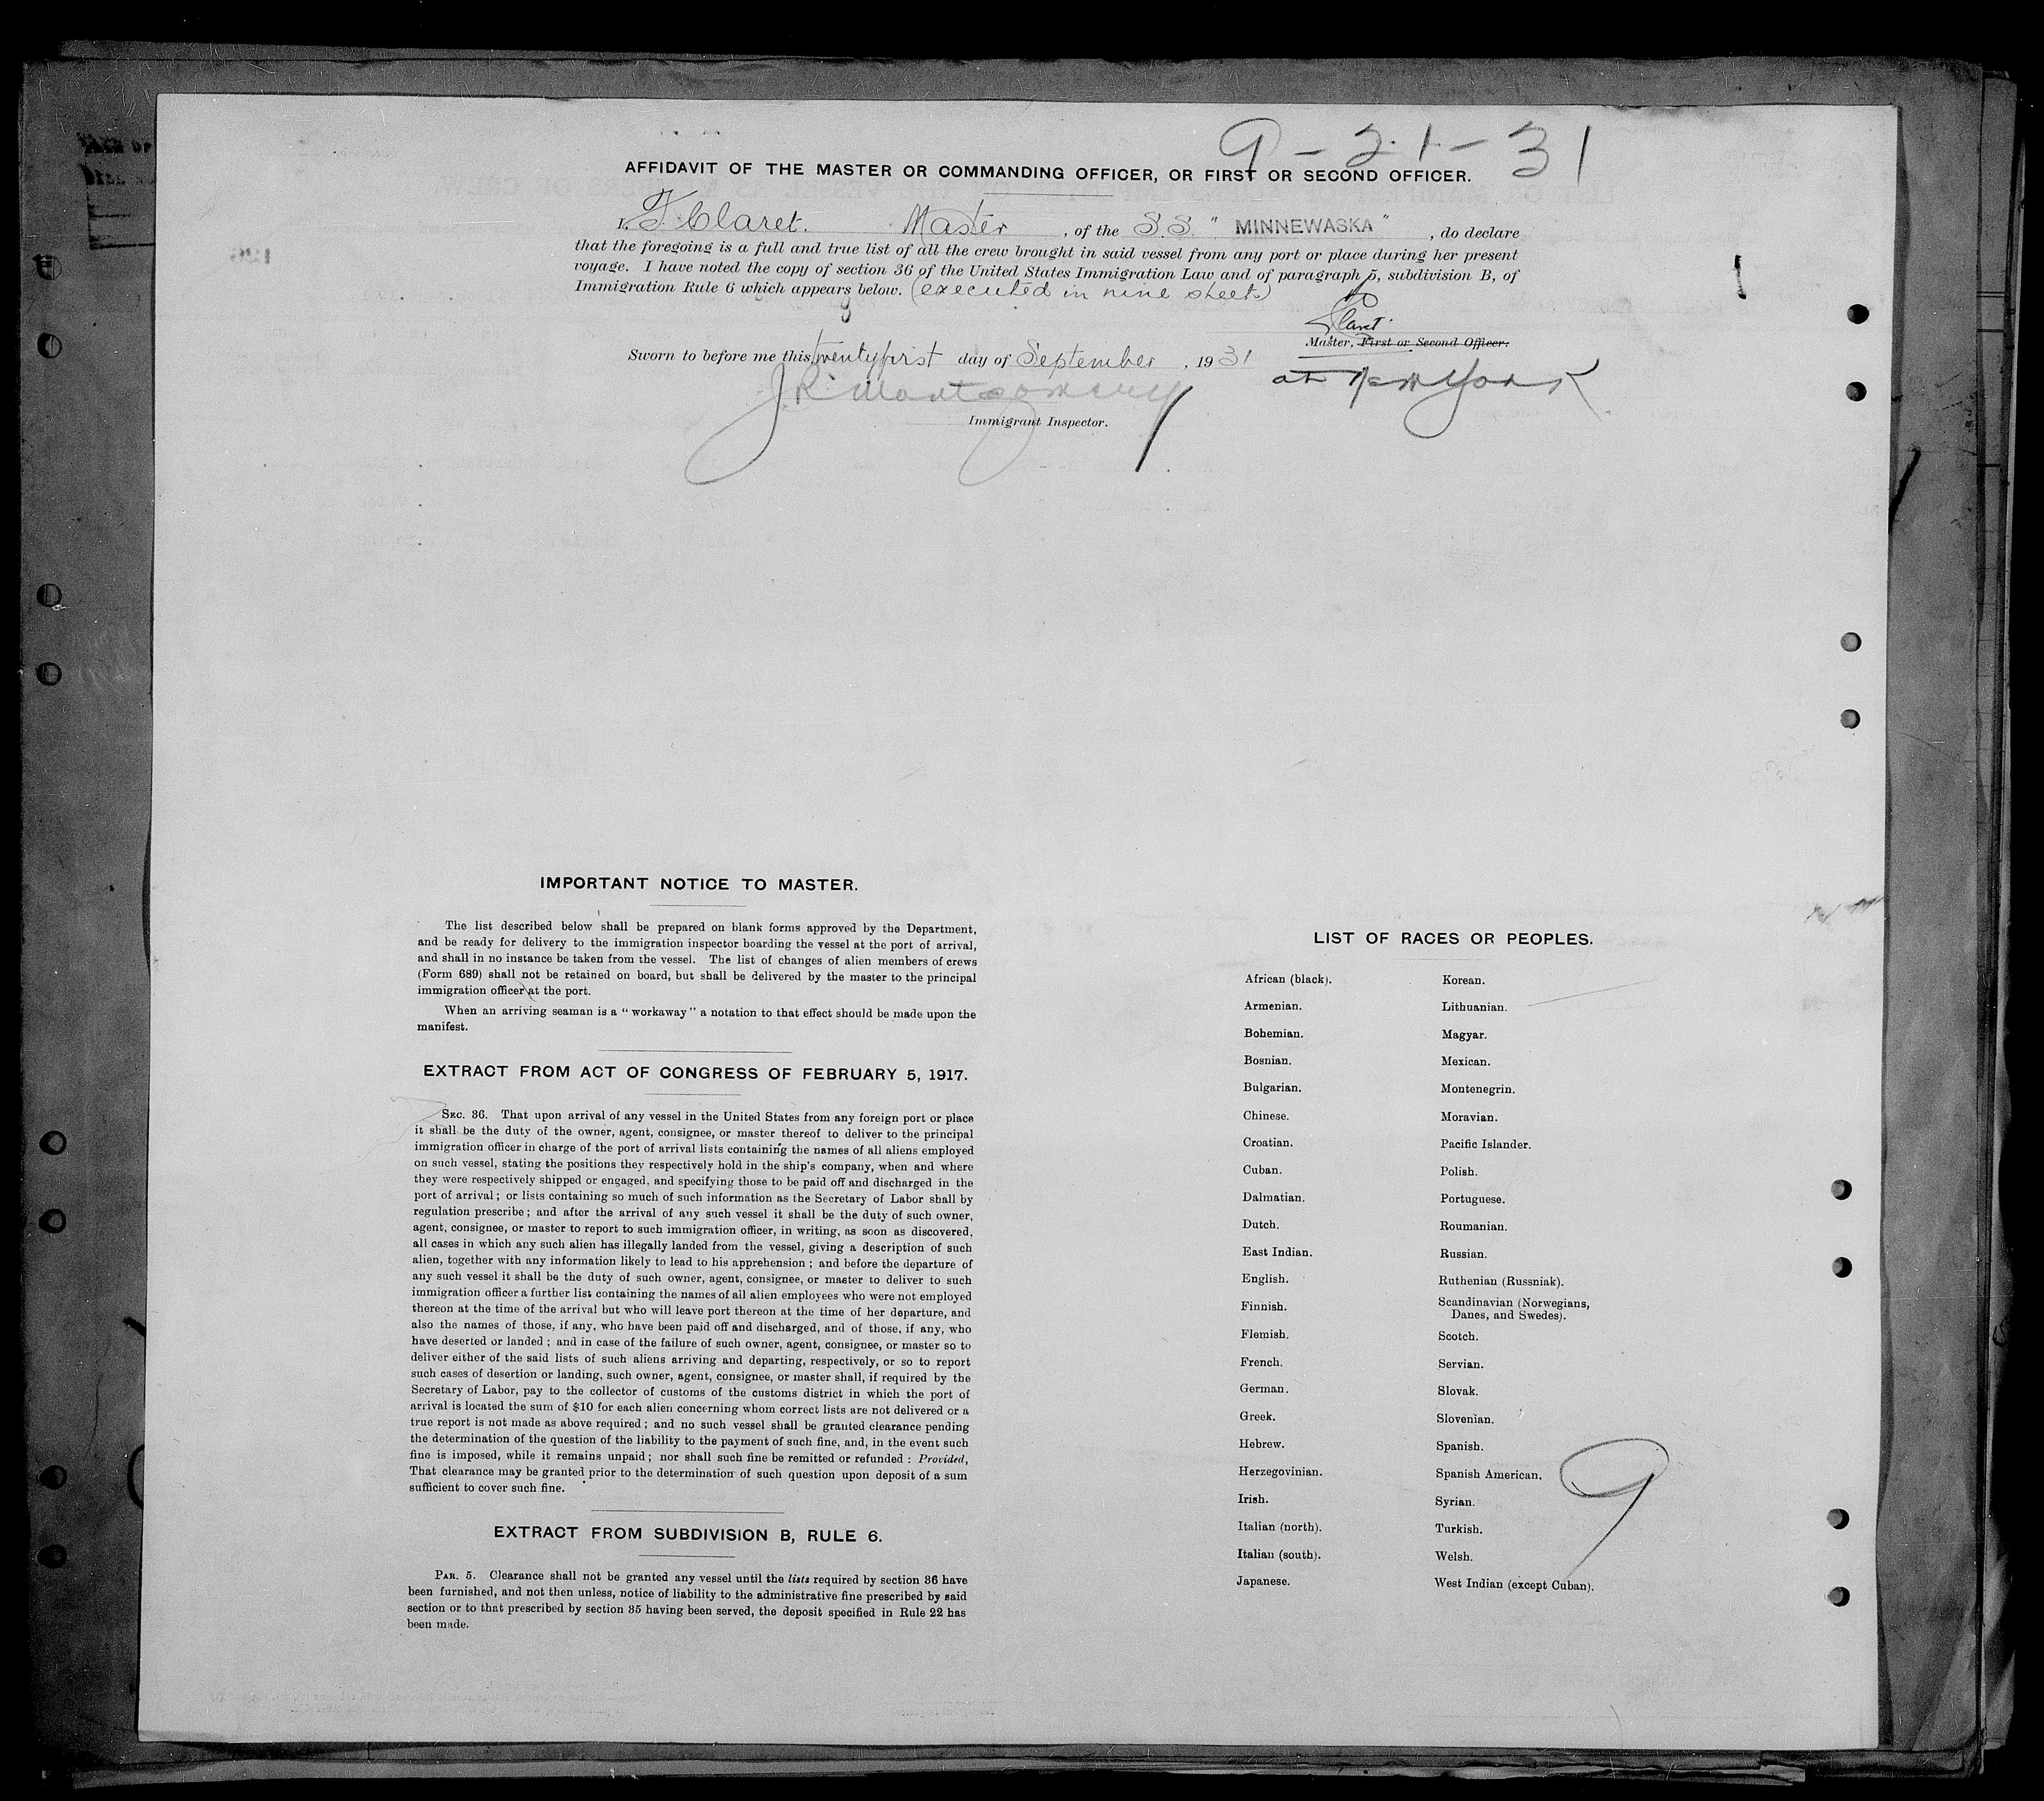 9-21-31
AFFIDAVIT OF THE MASTER OR COMMANDING OFFICER, OR FIRST OR SECOND OFFICER.
I, F. Claret. Master, of the S.S. "MINNEWASKA", do declare
that the foregoing is a full and true list of all the crew brought in said vessel from any port or place during her present
voyage. I have noted the copy of section 36 of the United States Immigration Law and of paragraph 5, subdivision B, of
Immigration Rule 6 which appears below. (executed in nine sheets)
9
F Claret
Master, First or Second Officer.
Sworn to before me this twentyfirst day of September, 1931
at New York
J R Montgomery
Immigrant Inspector.
IMPORTANT NOTICE TO MASTER.
The list described below shall be prepared on blank forms approved by the Department,
and be ready for delivery to the immigration inspector boarding the vessel at the port of arrival,
and shall in no instance be taken from the vessel. The list of changes of alien members of crews
(Form 689) shall not be retained on board, but shall be delivered by the master to the principal
immigration officer at the port.
When an arriving seaman is a "workaway" a notation to that effect should be made upon the
manifest.
EXTRACT FROM ACT OF CONGRESS OF FEBRUARY 5, 1917.
SEC. 36. That upon arrival of any vessel in the United States from any foreign port or place
it shall be the duty of the owner, agent, consignee, or master thereof to deliver to the principal
immigration officer in charge of the port of arrival lists containing the names of all aliens employed
on such vessel, stating the positions they respectively hold in the ship's company, when and where
they were respectively shipped or engaged, and specifying those to be paid off and discharged in the
port of arrival; or lists containing so much of such information as the Secretary of Labor shall by
regulation prescribe; and after the arrival of any such vessel it shall be the duty of such owner,
agent, consignee, or master to report to such immigration officer, in writing, as soon as discovered,
all cases in which any such alien has illegally landed from the vessel, giving a description of such
alien, together with any information likely to lead to his apprehension; and before the departure of
any such vessel it shall be the duty of such owner, agent, consignee, or master to deliver to such
immigration officer a further list containing the names of all alien employees who were not employed
thereon at the time of the arrival but who will leave port thereon at the time of her departure, and
also the names of those, if any, who have been paid off and discharged, and of those, if any, who
have deserted or landed; and in case of the failure of such owner, agent, consignee, or master so to
deliver either of the said lists of such aliens arriving and departing, respectively, or so to report
such cases of desertion or landing, such owner, agent, consignee, or master shall, if required by the
Secretary of Labor, pay to the collector of customs of the customs district in which the port of
arrival is located the sum of $10 for each alien concerning whom correct lists are not delivered or a
true report is not made as above required; and no such vessel shall be granted clearance pending
the determination of the question of the liability to the payment of such fine, and, in the event such
fine is imposed, while it remains unpaid; nor shall such fine be remitted or refunded: Provided,
That clearance may be granted prior to the determination of such question upon deposit of a sum
sufficient to cover such fine.
EXTRACT FROM SUBDIVISION B, RULE 6.
PAR. 5. Clearance shall not be granted any vessel until the lists required by section 36 have
been furnished, and not then unless, notice of liability to the administrative fine prescribed by said
section or to that prescribed by section 35 having been served, the deposit specified in Rule 22 has
been made.
LIST OF RACES OR PEOPLES.
African (black).
Armenian.
Bohemian.
Bosnian.
Bulgarian.
Chinese.
Croatian.
Cuban.
Dalmatian.
Dutch.
East Indian.
English.
Finnish.
Flemish.
French.
German.
Greek.
Hebrew.
Herzegovinian.
Irish.
Italian (north).
Italian (south).
Japanese.
Korean.
Lithuanian.
Magyar.
Mexican.
Montenegrin.
Moravian.
Pacific Islander.
Polish.
Portuguese.
Roumanian.
Russian.
Ruthenian (Russniak).
Scandinavian (Norwegians,
Danes, and Swedes).
Scotch.
Servian.
Slovak.
Slovenian.
Spanish.
Spanish American.
Syrian.
Turkish.
Welsh.
West Indian (except Cuban).
9